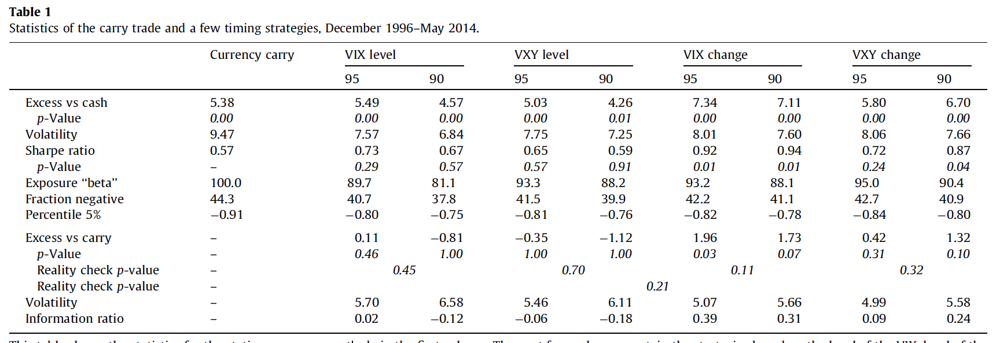 Table 1
Statistics of the carry trade and a few timing strategies, December 1996–May 2014.
Currency carry VIX level VXY level VIX change VXY change
95 90 95 90 95 90 95 90
Excess vs cash 5.38 5.49 4.57 5.03 4.26 7.34 7.11 5.80 6.70
p-Value 0.00 0.00 0.00 0.00 0.01 0.00 0.00 0.00 0.00
Volatility 9.47 7.57 6.84 7.75 7.25 8.01 7.60 8.06 7.66
Sharpe ratio 0.57 0.73 0.67 0.65 0.59 0.92 0.94 0.72 0.87
p-Value – 0.29 0.57 0.57 0.91 0.01 0.01 0.24 0.04
Exposure “beta” 100.0 89.7 81.1 93.3 88.2 93.2 88.1 95.0 90.4
Fraction negative 44.3 40.7 37.8 41.5 39.9 42.2 41.1 42.7 40.9
Percentile 5% −0.91 −0.80 −0.75 −0.81 −0.76 −0.82 −0.78 −0.84 −0.80
Excess vs carry – 0.11 −0.81 −0.35 −1.12 1.96 1.73 0.42 1.32
p-Value – 0.46 1.00 1.00 1.00 0.03 0.07 0.31 0.10
Reality check p-value – 0.45 0.70 0.11 0.32
Reality check p-value – 0.21
Volatility – 5.70 6.58 5.46 6.11 5.07 5.66 4.99 5.58
Information ratio – 0.02 −0.12 −0.06 −0.18 0.39 0.31 0.09 0.24